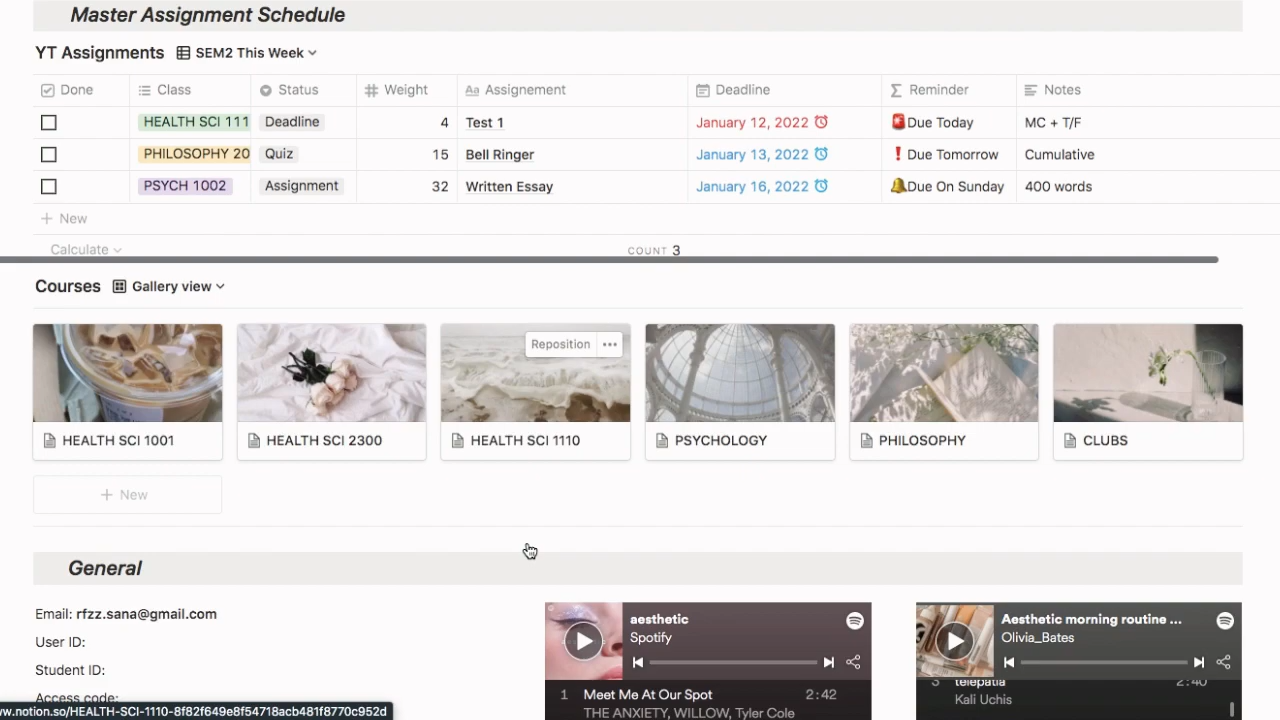 Master Assignment Schedule
YT Assignments SEM2 This Week
Done Class Status Weight Aa Assignement Deadline Reminder Notes
HEALTH SCI 111 Deadline 4 Test 1 January 12, 2022 Due Today MC + T/F
PHILOSOPHY 20 Quiz 15 Bell Ringer January 13, 2022 Due Tomorrow Cumulative
PSYCH 1002 Assignment 32 Written Essay January 16, 2022 Due On Sunday 400 words
+ New
Calculate COUNT 3
Courses Gallery view
Reposition
HEALTH SCI 1001 HEALTH SCI 2300 HEALTH SCI 1110 PSYCHOLOGY PHILOSOPHY CLUBS
+ New
General
Email: rfzz.sana@gmail.com
User ID:
Student ID:
Access code:
w.notion.so/HEALTH-SCI-1110-8f82f649e8f54718acb481f8770c952d
aesthetic
Spotify
1 Meet Me At Our Spot 2:42
THE ANXIETY, WILLOW, Tyler Cole
Aesthetic morning routine ...
Olivia_Bates
3 telepatía 2:40
Kali Uchis